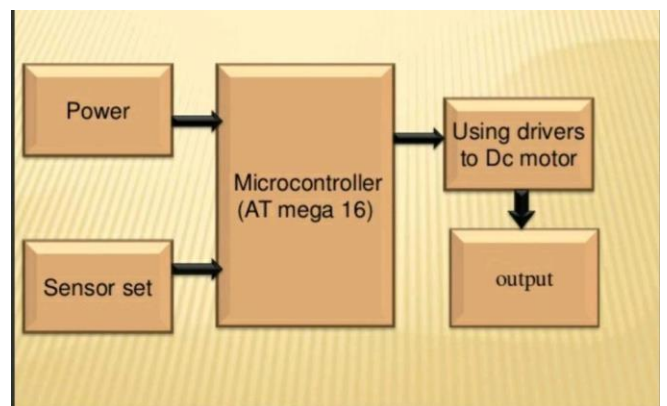 Power
Microcontroller
(AT mega 16)
Using drivers
to Dc motor
Sensor set
output